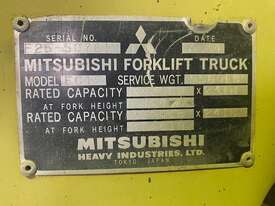 SERIAL NO. DATE
MITSUBISHI FORKLIFT TRUCK
MODEL SERVICE WGT.
RATED CAPACITY
AT FORK HEIGHT
RATED CAPACITY
AT FORK HEIGHT
MITSUBISHI
HEAVY INDUSTRIES, LTD.
TOKYO JAPAN